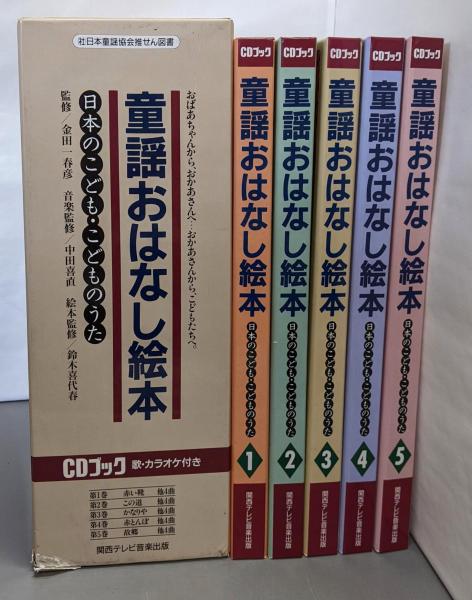 社日本童謡協会推せん図書
おばあちゃんから、おかあさんへ…おかあさんから、こどもたちへ。
童謡おはなし絵本
日本のこども・こどものうた
監修／金田一春彦 音楽監修／中田喜直 絵本監修／鈴木喜代春
CDブック 歌・カラオケ付き
第1巻 赤い靴 他4曲
第2巻 この道 他4曲
第3巻 かなりや 他4曲
第4巻 赤とんぼ 他4曲
第5巻 故郷 他4曲
関西テレビ音楽出版
CDブック
童謡おはなし絵本
日本のこども・こどものうた
1
関西テレビ音楽出版
CDブック
童謡おはなし絵本
日本のこども・こどものうた
2
関西テレビ音楽出版
CDブック
童謡おはなし絵本
日本のこども・こどものうた
3
関西テレビ音楽出版
CDブック
童謡おはなし絵本
日本のこども・こどものうた
4
関西テレビ音楽出版
CDブック
童謡おはなし絵本
日本のこども・こどものうた
5
関西テレビ音楽出版